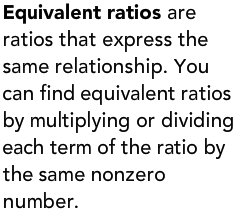 Equivalent ratios are
ratios that express the
same relationship. You
can find equivalent ratios
by multiplying or dividing
each term of the ratio by
the same nonzero
number.